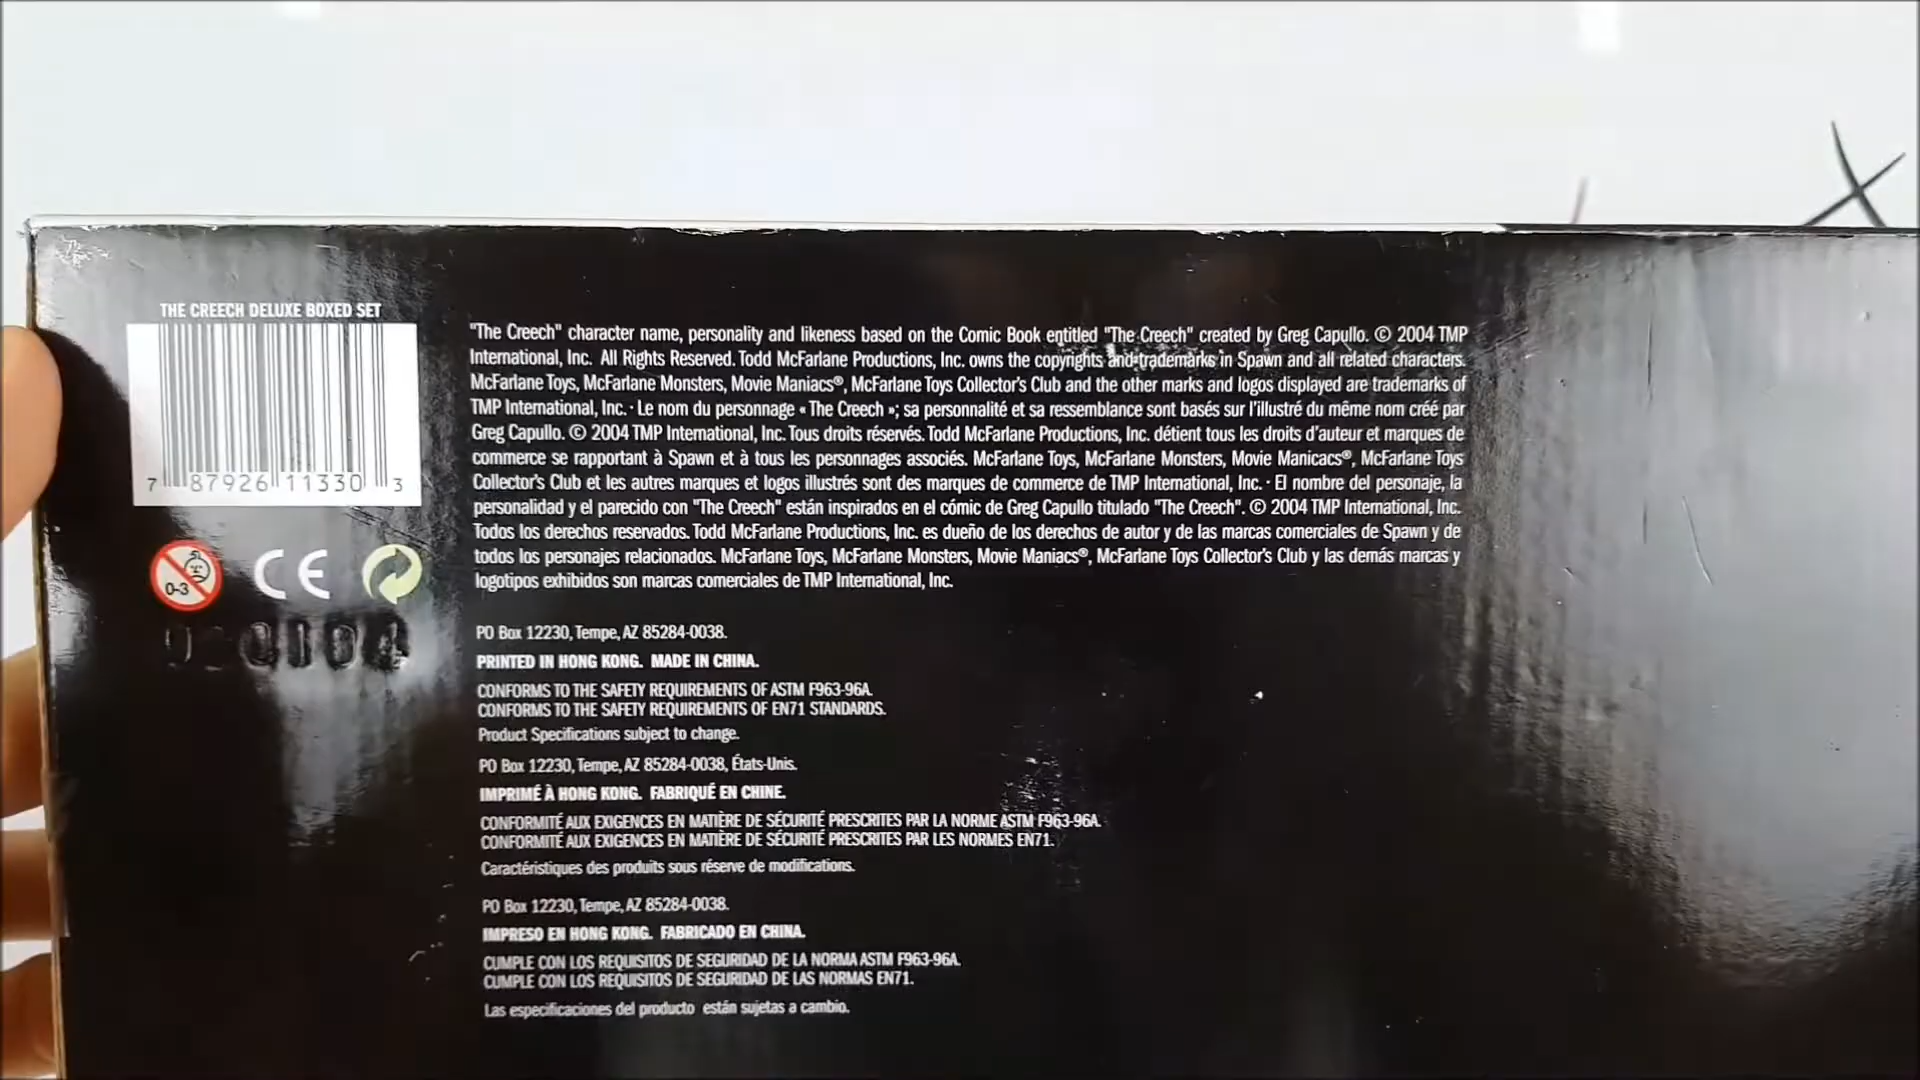 THE CREECH DELUXE BOXED SET
7 87926 11330 3
0-3
CE
"The Creech" character name, personality and likeness based on the Comic Book entitled "The Creech" created by Greg Capullo. © 2004 TMP
International, Inc. All Rights Reserved. Todd McFarlane Productions, Inc. owns the copyrights and trademarks in Spawn and all related characters.
McFarlane Toys, McFarlane Monsters, Movie Maniacs®, McFarlane Toys Collector's Club and the other marks and logos displayed are trademarks of
TMP International, Inc. · Le nom du personnage « The Creech »; sa personnalité et sa ressemblance sont basés sur l'illustré du même nom créé par
Greg Capullo. © 2004 TMP International, Inc. Tous droits réservés. Todd McFarlane Productions, Inc. détient tous les droits d'auteur et marques de
commerce se rapportant à Spawn et à tous les personnages associés. McFarlane Toys, McFarlane Monsters, Movie Manicacs®, McFarlane Toys
Collector's Club et les autres marques et logos illustrés sont des marques de commerce de TMP International, Inc. · El nombre del personaje, la
personalidad y el parecido con "The Creech" están inspirados en el cómic de Greg Capullo titulado "The Creech". © 2004 TMP International, Inc.
Todos los derechos reservados. Todd McFarlane Productions, Inc. es dueño de los derechos de autor y de las marcas comerciales de Spawn y de
todos los personajes relacionados. McFarlane Toys, McFarlane Monsters, Movie Maniacs®, McFarlane Toys Collector's Club y las demás marcas y
logotipos exhibidos son marcas comerciales de TMP International, Inc.
PO Box 12230, Tempe, AZ 85284-0038.
PRINTED IN HONG KONG. MADE IN CHINA.
CONFORMS TO THE SAFETY REQUIREMENTS OF ASTM F963-96A.
CONFORMS TO THE SAFETY REQUIREMENTS OF EN71 STANDARDS.
Product Specifications subject to change.
PO Box 12230, Tempe, AZ 85284-0038, États-Unis.
IMPRIMÉ À HONG KONG. FABRIQUÉ EN CHINE.
CONFORMITÉ AUX EXIGENCES EN MATIÈRE DE SÉCURITÉ PRESCRITES PAR LA NORME ASTM F963-96A.
CONFORMITÉ AUX EXIGENCES EN MATIÈRE DE SÉCURITÉ PRESCRITES PAR LES NORMES EN71.
Caractéristiques des produits sous réserve de modifications.
PO Box 12230, Tempe, AZ 85284-0038.
IMPRESO EN HONG KONG. FABRICADO EN CHINA.
CUMPLE CON LOS REQUISITOS DE SEGURIDAD DE LA NORMA ASTM F963-96A.
CUMPLE CON LOS REQUISITOS DE SEGURIDAD DE LAS NORMAS EN71.
Las especificaciones del producto están sujetas a cambio.